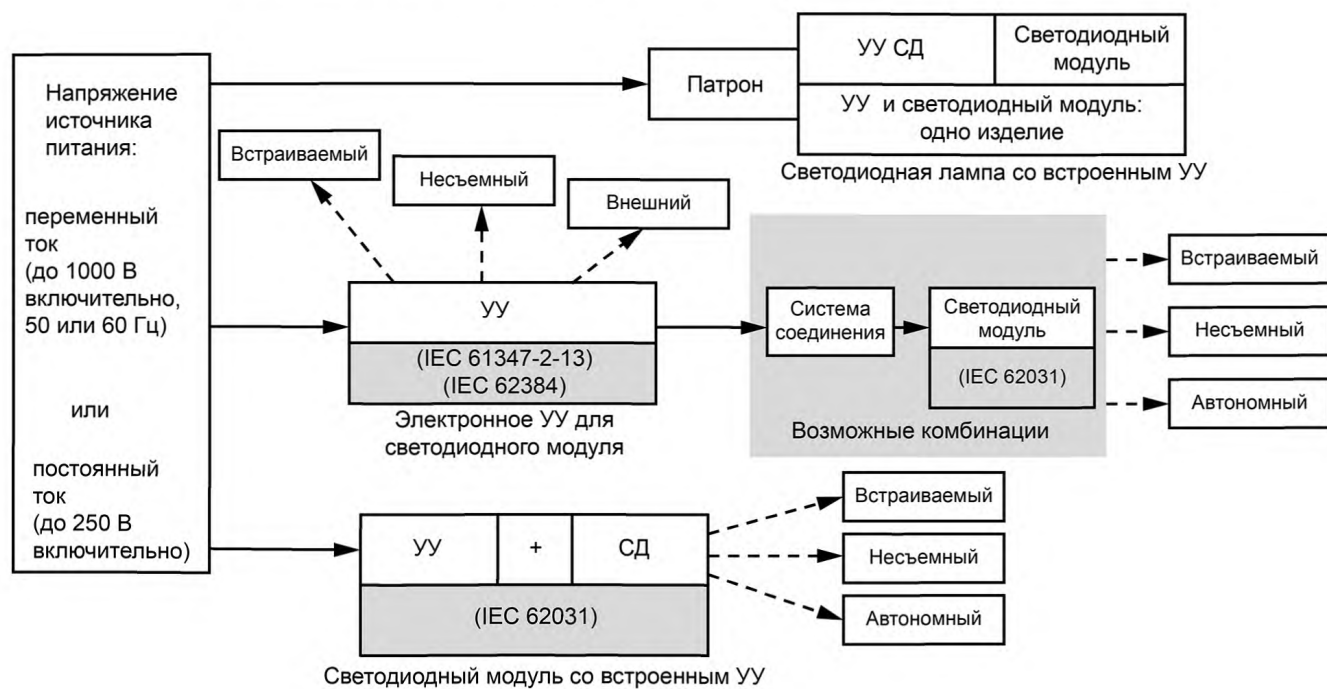 Напряжение
источника
питания:
переменный
ток
(до 1000 В
включительно,
50 или 60 Гц)
или
постоянный
ток
(до 250 В
включительно)
Патрон
УУ СД
Светодиодный
модуль
УУ и светодиодный модуль:
одно изделие
Светодиодная лампа со встроенным УУ
Встраиваемый
Несъемный
Внешний
УУ
(IEC 61347-2-13)
(IEC 62384)
Электронное УУ для
светодиодного модуля
Система
соединения
Светодиодный
модуль
(IEC 62031)
Возможные комбинации
Встраиваемый
Несъемный
Автономный
УУ
+
СД
(IEC 62031)
Светодиодный модуль со встроенным УУ
Встраиваемый
Несъемный
Автономный